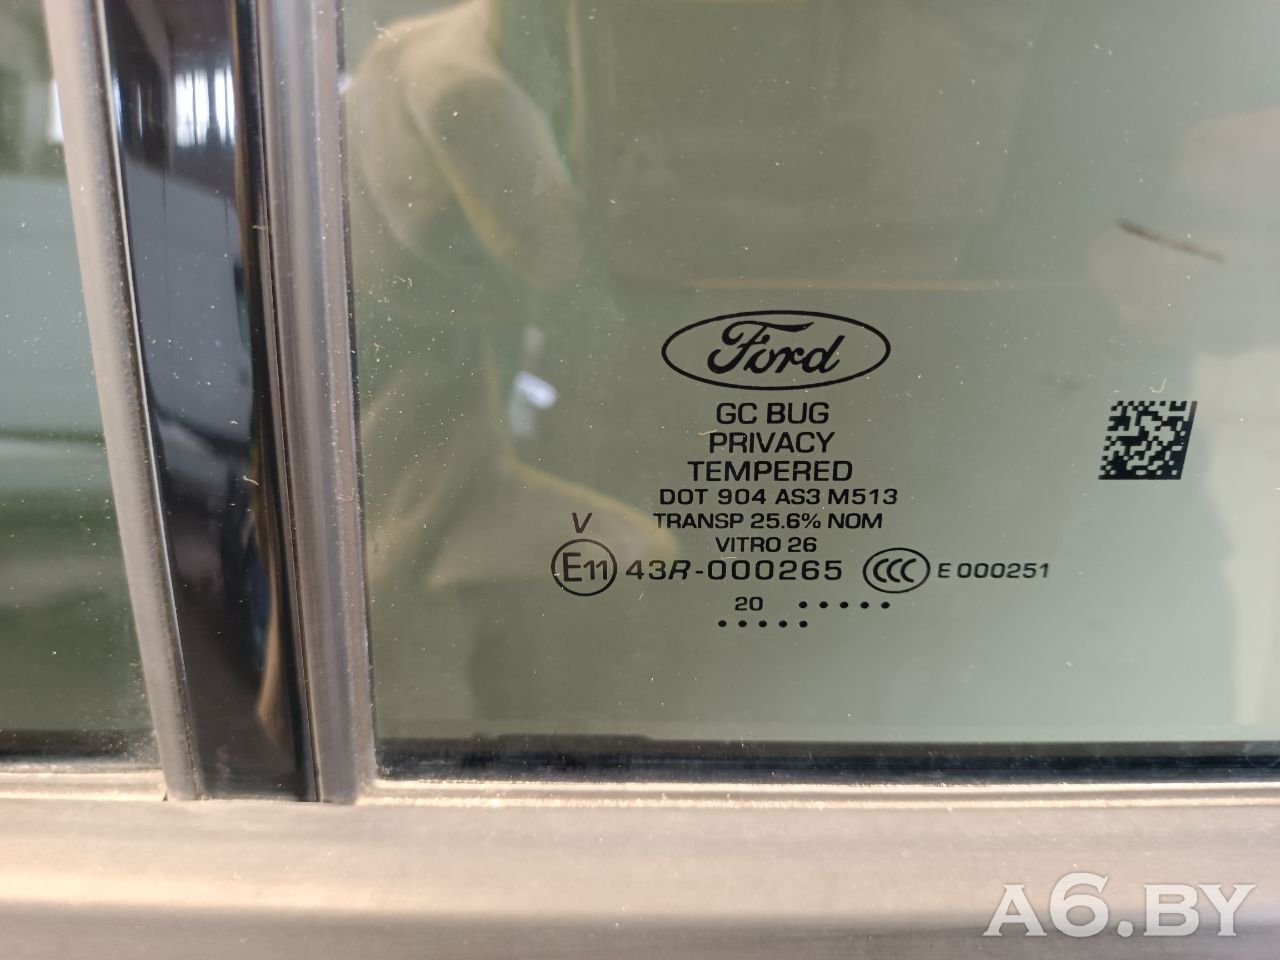 Ford
GC BUG
PRIVACY
TEMPERED
DOT 904 AS3 M513
TRANSP 25.6% NOM
VITRO 26
V
E11 43R-000265 CCC E 000251
20 • • • • •
• • • • •
A6.BY